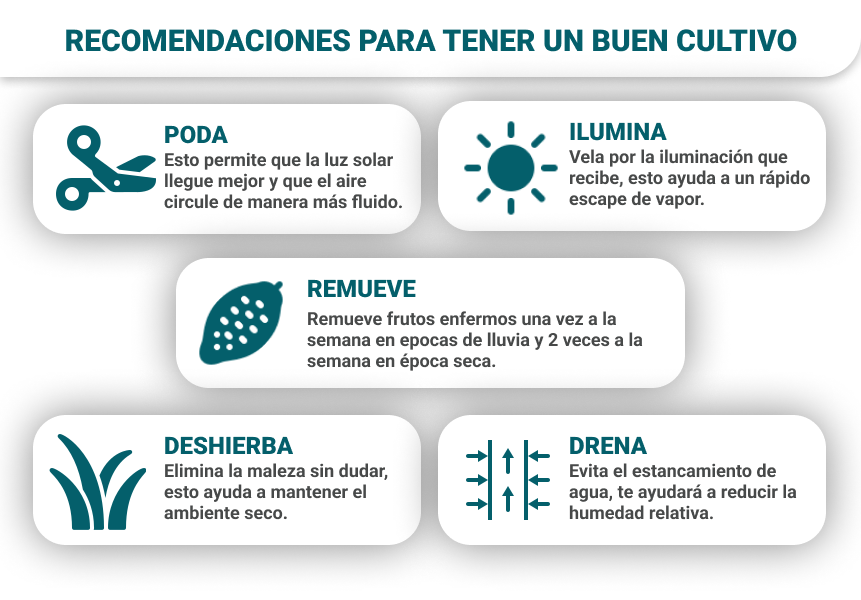 RECOMENDACIONES PARA TENER UN BUEN CULTIVO
PODA
Esto permite que la luz solar
llegue mejor y que el aire
circule de manera más fluido.
ILUMINA
Vela por la iluminación que
recibe, esto ayuda a un rápido
escape de vapor.
REMUEVE
Remueve frutos enfermos una vez a la
semana en epocas de lluvia y 2 veces a la
semana en época seca.
DESHIERBA
Elimina la maleza sin dudar,
esto ayuda a mantener el
ambiente seco.
DRENA
Evita el estancamiento de
agua, te ayudará a reducir la
humedad relativa.